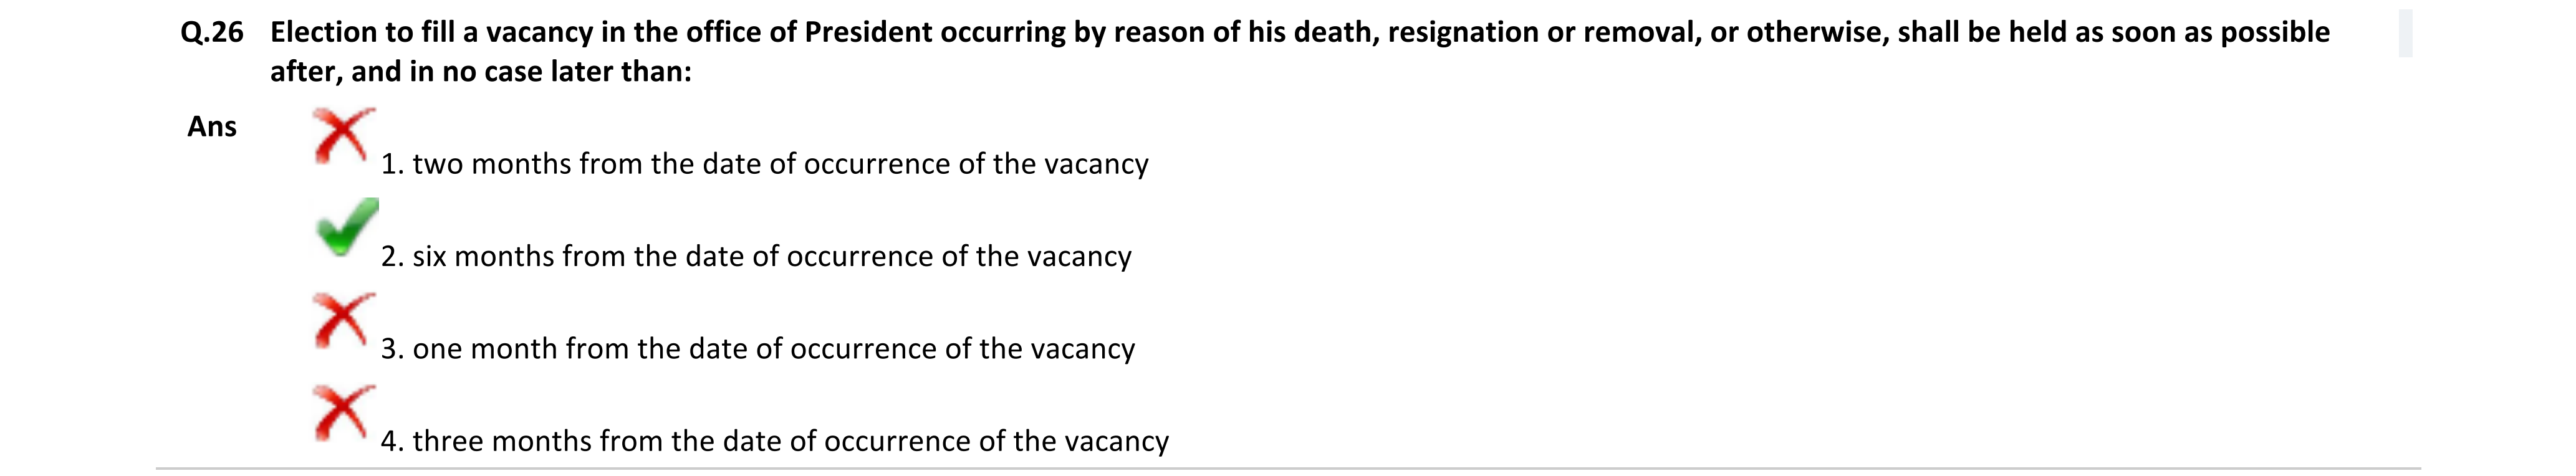 Q.26 Election to fill a vacancy in the office of President occurring by reason of his death, resignation or removal, or otherwise, shall be held as soon as possible
after, and in no case later than:
Ans
1. two months from the date of occurrence of the vacancy
2. six months from the date of occurrence of the vacancy
3. one month from the date of occurrence of the vacancy
4. three months from the date of occurrence of the vacancy